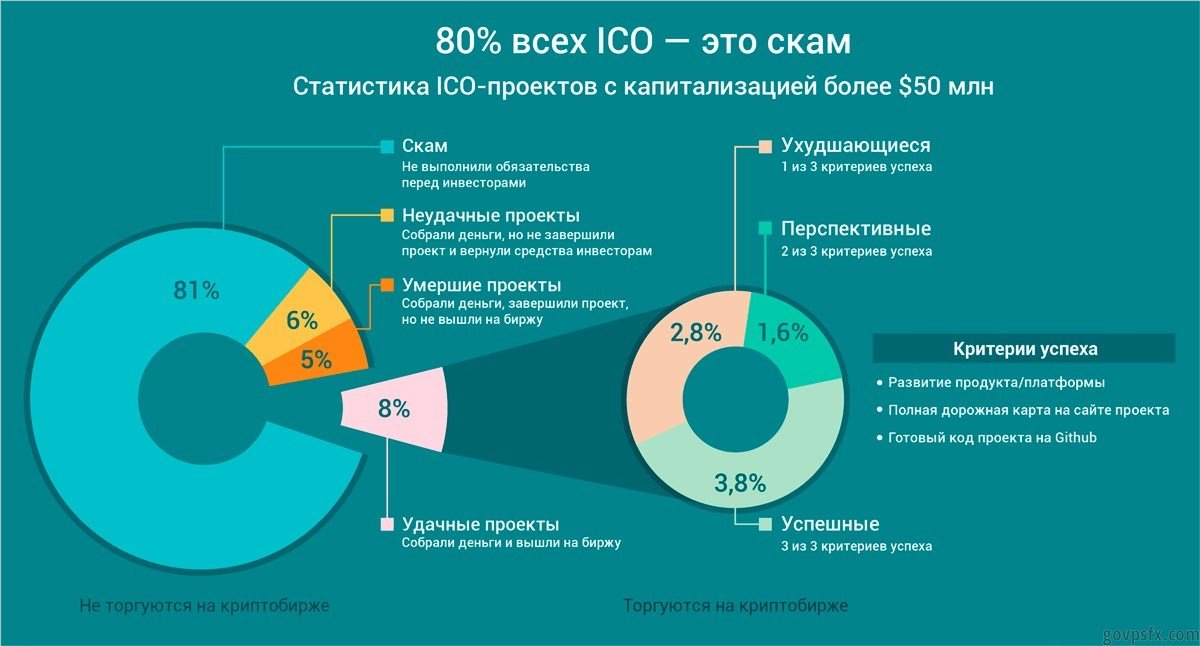 80% всех ICO — это скам
Статистика ICO-проектов с капитализацией более $50 млн
Скам
Не выполнили обязательства
перед инвесторами
Неудачные проекты
Собрали деньги, но не завершили
проект и вернули средства инвесторам
Умершие проекты
Собрали деньги, завершили проект,
но не вышли на биржу
81%
6%
5%
8%
Удачные проекты
Собрали деньги и вышли на биржу
Не торгуются на криптобирже
Ухудшающиеся
1 из 3 критериев успеха
Перспективные
2 из 3 критериев успеха
2,8%
1,6%
3,8%
Успешные
3 из 3 критериев успеха
Торгуются на криптобирже
Критерии успеха
• Развитие продукта/платформы
• Полная дорожная карта на сайте проекта
• Готовый код проекта на Github
govpsfx.com